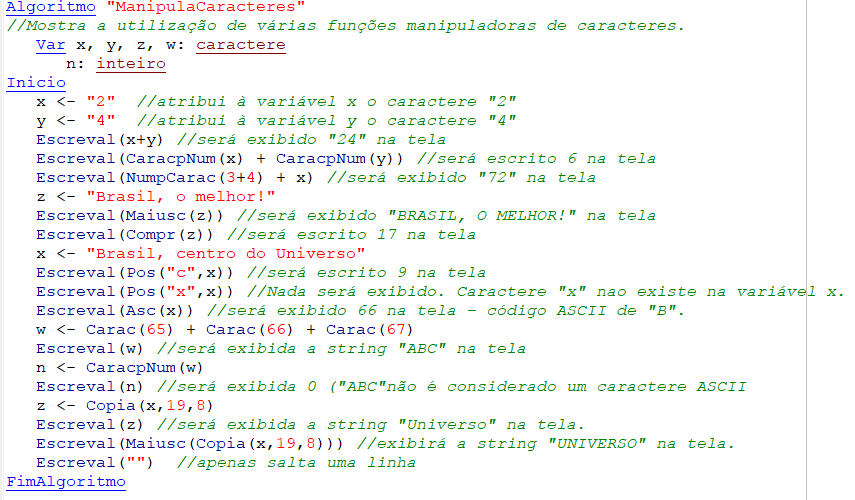 Algoritmo "ManipulaCaracteres"
//Mostra a utilização de várias funções manipuladoras de caracteres.
   Var x, y, z, w: caractere
      n: inteiro
Inicio
   x <- "2"  //atribui à variável x o caractere "2"
   y <- "4"  //atribui à variável y o caractere "4"
   Escreval(x+y) //será exibido "24" na tela
   Escreval(CaracpNum(x) + CaracpNum(y)) //será escrito 6 na tela
   Escreval(NumpCarac(3+4) + x) //será exibido "72" na tela
   z <- "Brasil, o melhor!"
   Escreval(Maiusc(z)) //será exibido "BRASIL, O MELHOR!" na tela
   Escreval(Compr(z)) //será escrito 17 na tela
   x <- "Brasil, centro do Universo"
   Escreval(Pos("c",x)) //será escrito 9 na tela
   Escreval(Pos("x",x)) //Nada será exibido. Caractere "x" nao existe na variável x.
   Escreval(Asc(x)) //será exibido 66 na tela - código ASCII de "B".
   w <- Carac(65) + Carac(66) + Carac(67)
   Escreval(w) //será exibida a string "ABC" na tela
   n <- CaracpNum(w)
   Escreval(n) //será exibida 0 ("ABC"não é considerado um caractere ASCII
   z <- Copia(x,19,8)
   Escreval(z) //será exibida a string "Universo" na tela.
   Escreval(Maiusc(Copia(x,19,8))) //exibirá a string "UNIVERSO" na tela.
   Escreval("")  //apenas salta uma linha
FimAlgoritmo